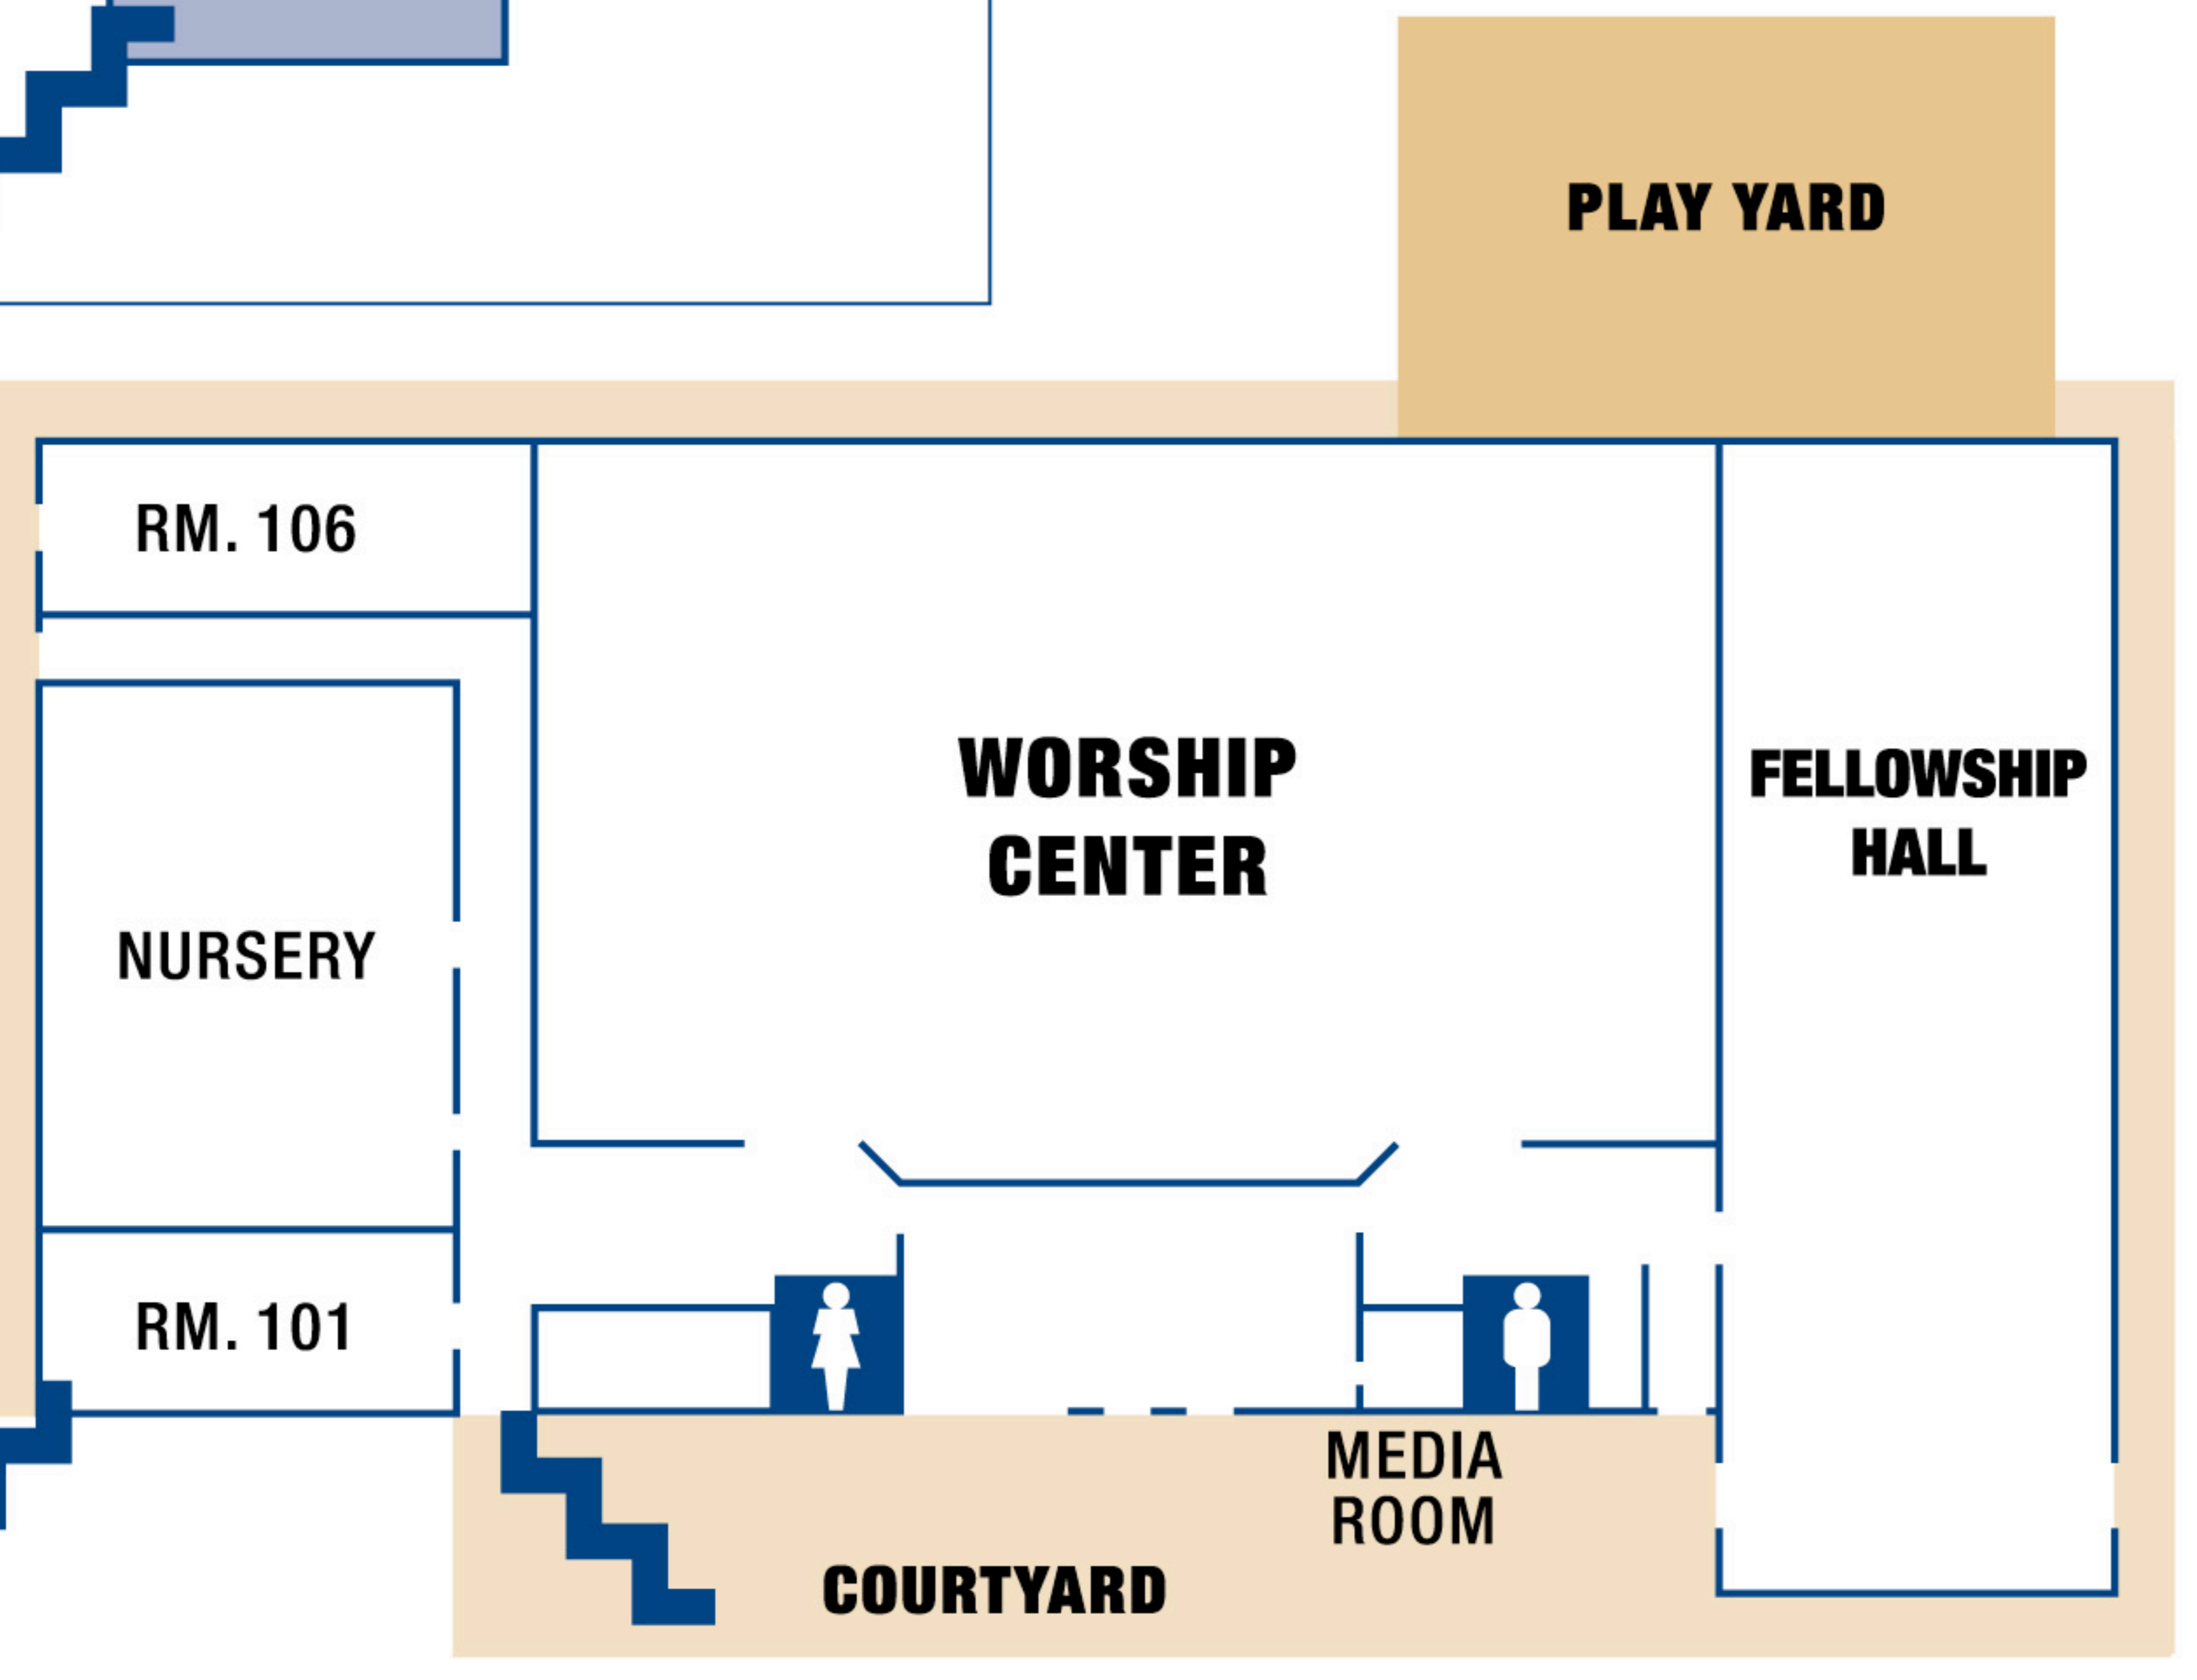 PLAY YARD
RM. 106
WORSHIP
CENTER
FELLOWSHIP
HALL
NURSERY
RM. 101
MEDIA
ROOM
COURTYARD